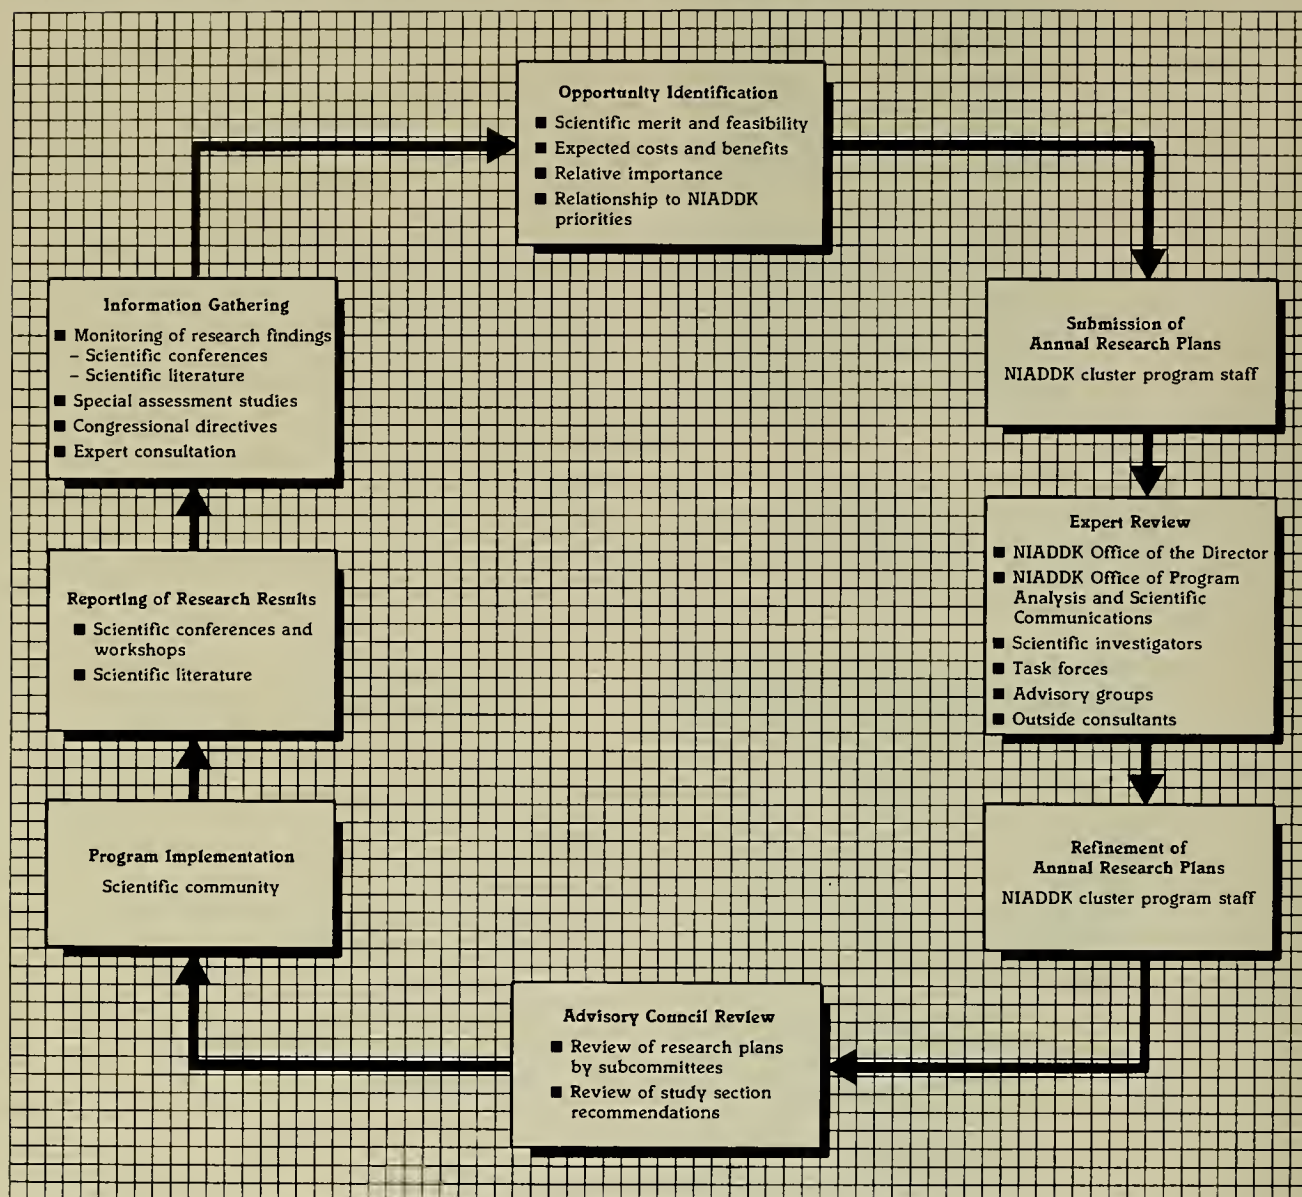 Opportunity Identification
■ Scientific merit and feasibility
■ Expected costs and benefits
■ Relative importance
■ Relationship to NIADDK
priorities
Submission of
Annual Research Plans
NIADDK cluster program staff
Expert Review
■ NIADDK Office of the Director
■ NIADDK Office of Program
Analysis and Scientific
Communications
■ Scientific investigators
■ Task forces
■ Advisory groups
■ Outside consultants
Refinement of
Annual Research Plans
NIADDK cluster program staff
Advisory Council Review
■ Review of research plans
by subcommittees
■ Review of study section
recommendations
Program Implementation
Scientific community
Reporting of Research Results
■ Scientific conferences and
workshops
■ Scientific literature
Information Gathering
■ Monitoring of research findings
– Scientific conferences
– Scientific literature
■ Special assessment studies
■ Congressional directives
■ Expert consultation